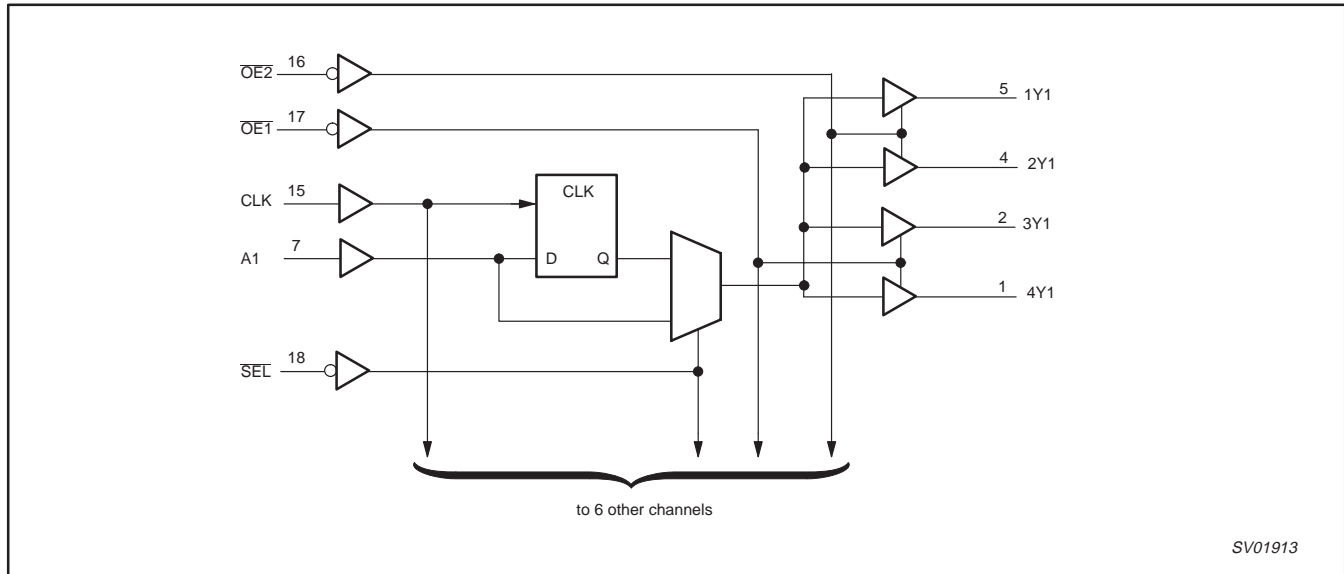 OE2 16
OE1 17
CLK 15
A1 7
SEL 18
CLK
D Q
5 1Y1
4 2Y1
2 3Y1
1 4Y1
to 6 other channels
SV01913